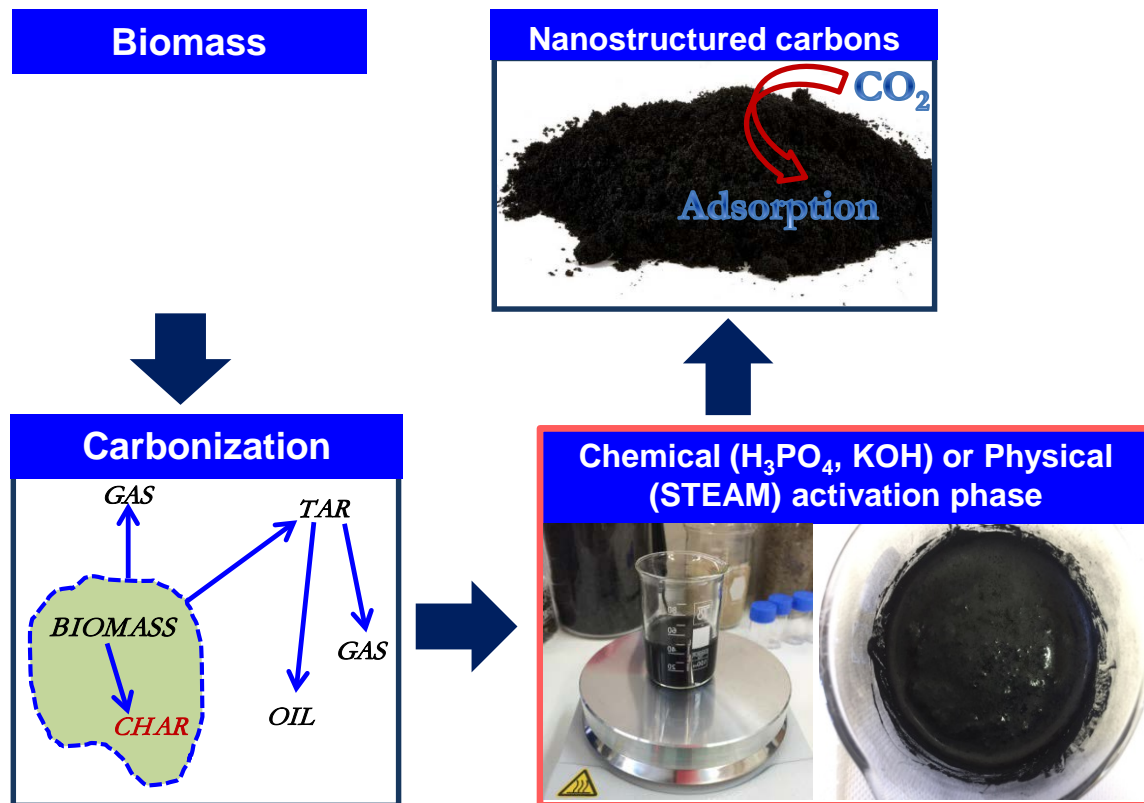 Biomass
Nanostructured carbons
CO₂
Adsorption
Carbonization
GAS
TAR
BIOMASS
GAS
CHAR
OIL
Chemical (H₃PO₄, KOH) or Physical
(STEAM) activation phase